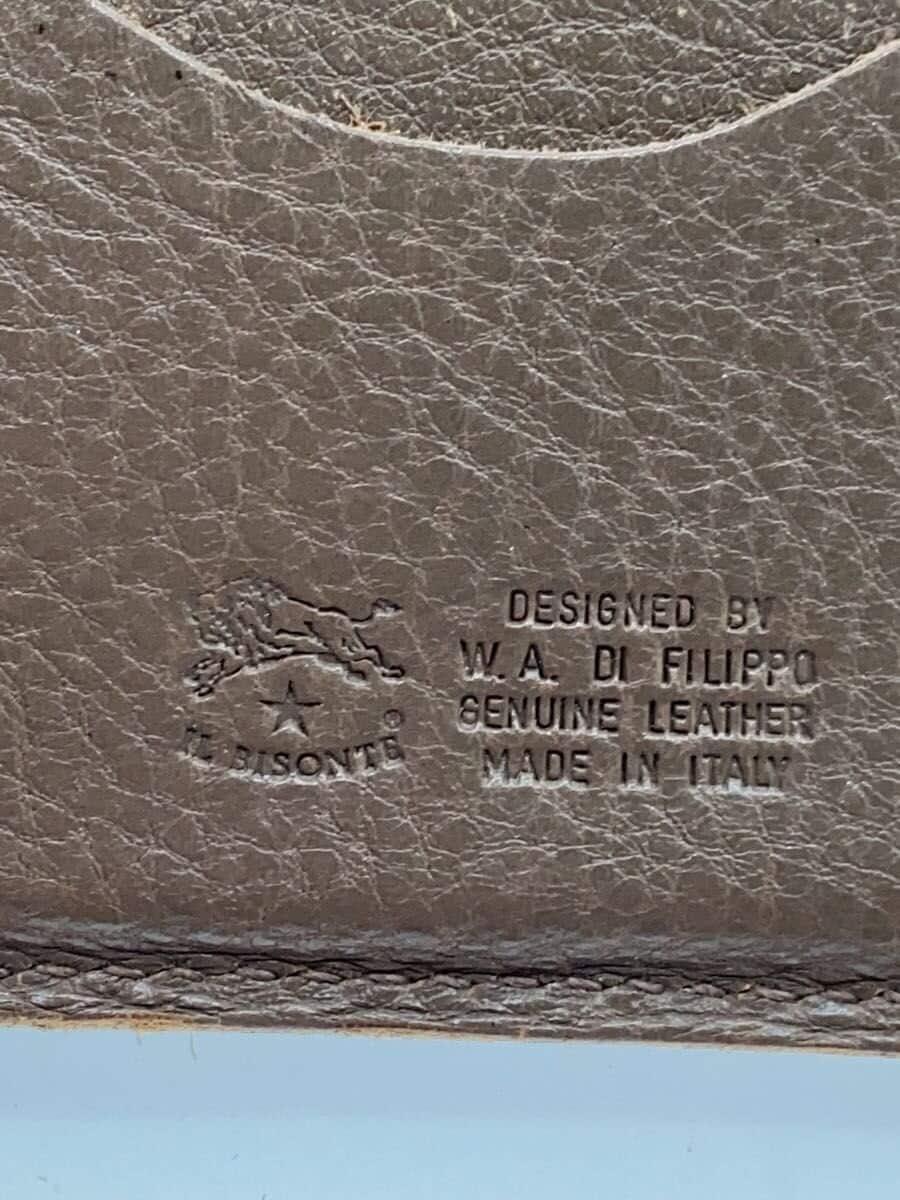 IL BISONTE ®
DESIGNED BY
W.A. DI FILIPPO
GENUINE LEATHER
MADE IN ITALY